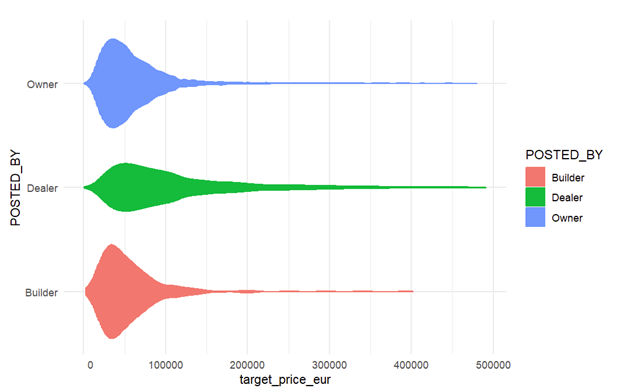 Owner
Dealer
Builder
POSTED_BY
0 100000 200000 300000 400000 500000
target_price_eur
POSTED_BY
Builder
Dealer
Owner